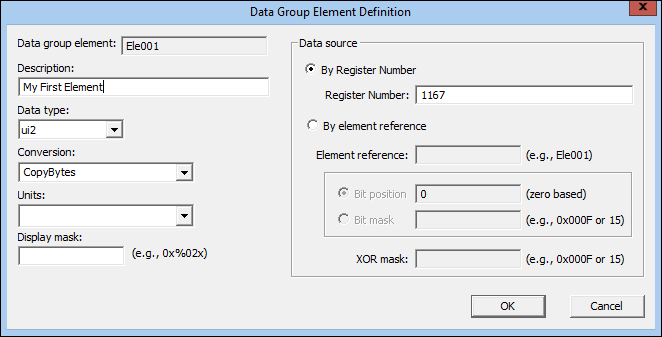 Data Group Element Definition
x
Data group element: Ele001
Description:
My First Element
Data type:
ui2
Conversion:
CopyBytes
Units:
Display mask:
(e.g., 0x%02x)
Data source
By Register Number
Register Number: 1167
By element reference
Element reference: (e.g., Ele001)
Bit position 0 (zero based)
Bit mask (e.g., 0x000F or 15)
XOR mask: (e.g., 0x000F or 15)
OK Cancel